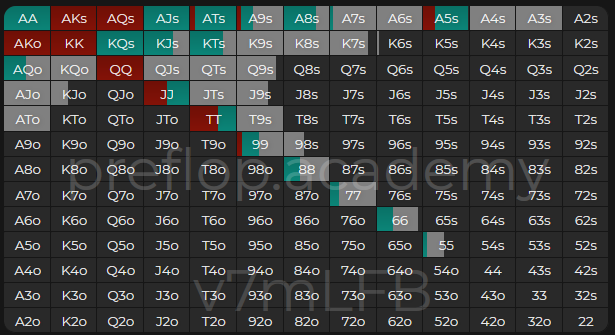 AA AKs AQs AJs ATs A9s A8s A7s A6s A5s A4s A3s A2s
AKo KK KQs KJs KTs K9s K8s K7s K6s K5s K4s K3s K2s
AQo KQo QQ QJs QTs Q9s Q8s Q7s Q6s Q5s Q4s Q3s Q2s
AJo KJo QJo JJ JTs J9s J8s J7s J6s J5s J4s J3s J2s
ATo KTo QTo JTo TT T9s T8s T7s T6s T5s T4s T3s T2s
A9o K9o Q9o J9o T9o 99 98s 97s 96s 95s 94s 93s 92s
A8o K8o Q8o J8o T8o 98o 88 87s 86s 85s 84s 83s 82s
preflop.academy
A7o K7o Q7o J7o T7o 97o 87o 77 76s 75s 74s 73s 72s
A6o K6o Q6o J6o T6o 96o 86o 76o 66 65s 64s 63s 62s
A5o K5o Q5o J5o T5o 95o 85o 75o 65o 55 54s 53s 52s
A4o K4o Q4o J4o T4o 94o 84o 74o 64o 54o 44 43s 42s
v7mLFB
A3o K3o Q3o J3o T3o 93o 83o 73o 63o 53o 43o 33 32s
A2o K2o Q2o J2o T2o 92o 82o 72o 62o 52o 42o 32o 22